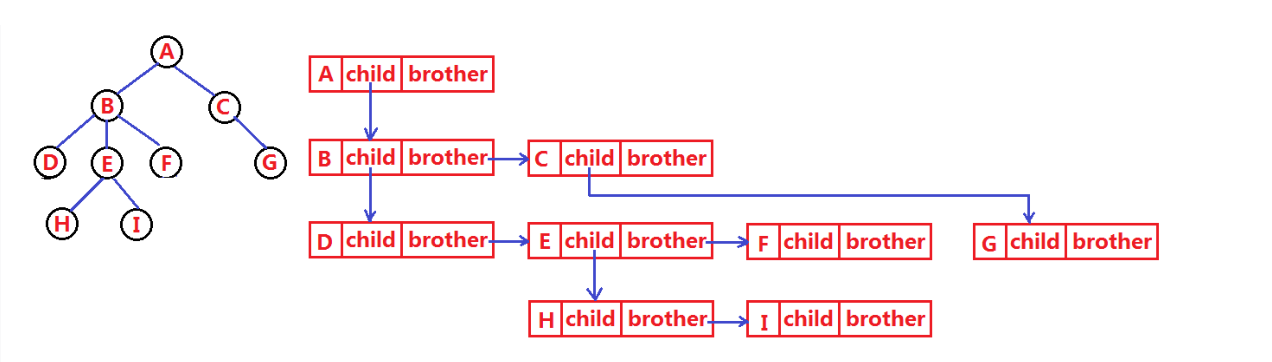 A
B C
D E F G
H I
A child brother
B child brother C child brother
D child brother E child brother F child brother G child brother
H child brother I child brother